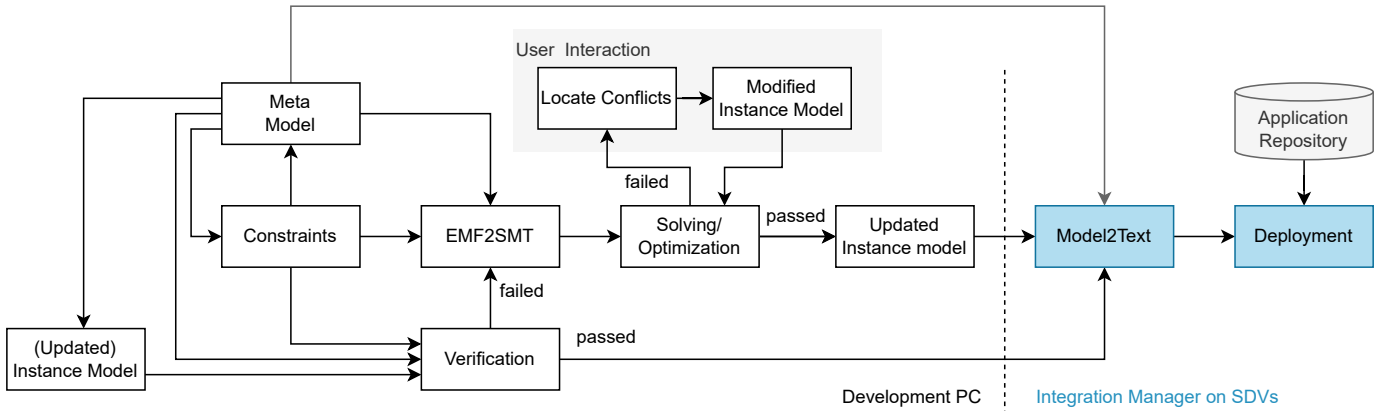 User Interaction
Meta
Model
Locate Conflicts
Modified
Instance Model
Application
Repository
failed
Constraints
EMF2SMT
Solving/
Optimization
passed
Updated
Instance model
Model2Text
Deployment
failed
(Updated)
Instance Model
Verification
passed
Development PC
Integration Manager on SDVs